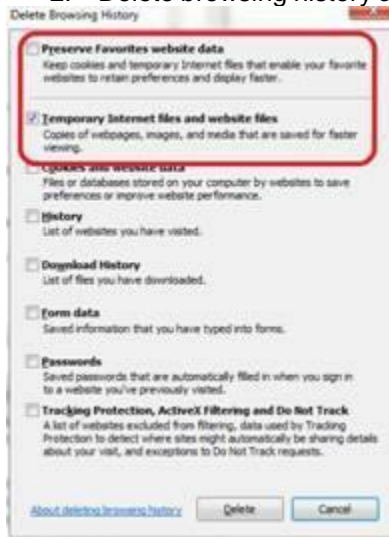 2. Delete browsing history
Delete Browsing History
Preserve Favorites website data
Keep cookies and temporary Internet files that enable your favorite
websites to retain preferences and display faster.
Temporary Internet files and website files
Copies of webpages, images, and media that are saved for faster
viewing.
Cookies and website data
Files or databases stored on your computer by websites to save
preferences or improve website performance.
History
List of websites you have visited.
Download History
List of files you have downloaded.
Form data
Saved information that you have typed into forms.
Passwords
Saved passwords that are automatically filled in when you sign in
to a website you've previously visited.
Tracking Protection, ActiveX Filtering and Do Not Track
A list of websites excluded from filtering, data used by Tracking
Protection to detect where sites might automatically be sharing details
about your visit, and exceptions to Do Not Track requests.
About deleting browsing history
Delete
Cancel